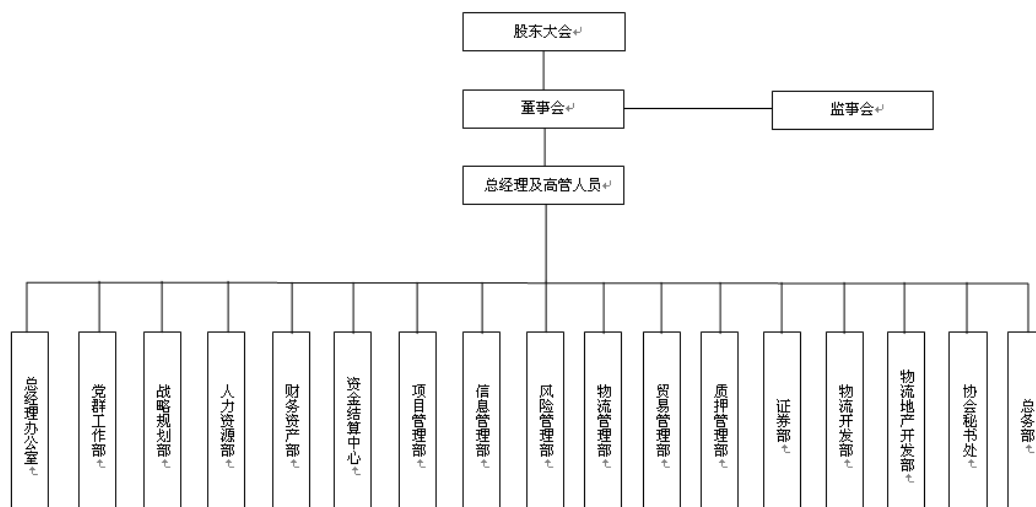 股东大会
董事会
监事会
总经理及高管人员
总经理办公室
党群工作部
战略规划部
人力资源部
财务资产部
资金结算中心
项目管理部
信息管理部
风险管理部
物流管理部
贸易管理部
质押管理部
证券部
物流开发部
物流地产开发部
协会秘书处
总务部